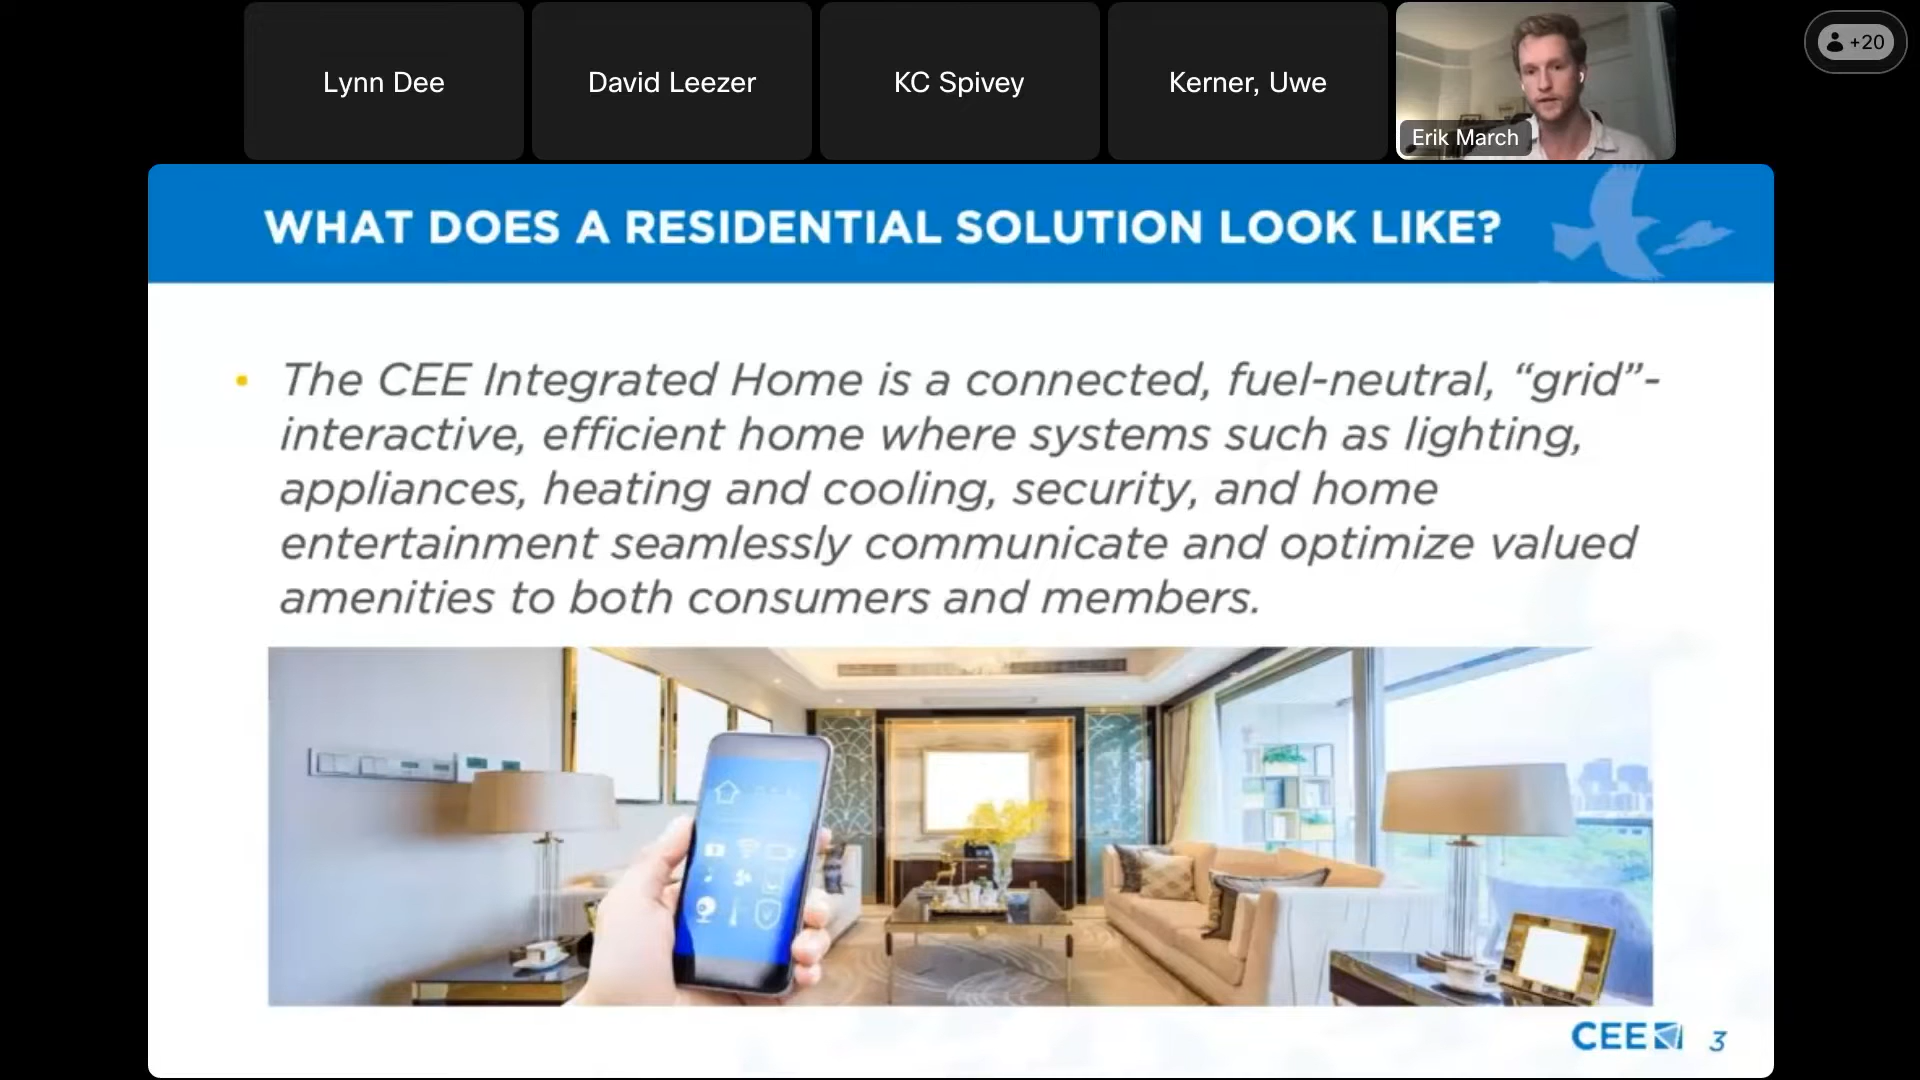 Lynn Dee
David Leezer
KC Spivey
Kerner, Uwe
Erik March
+20
WHAT DOES A RESIDENTIAL SOLUTION LOOK LIKE?
• The CEE Integrated Home is a connected, fuel-neutral, “grid”-
interactive, efficient home where systems such as lighting,
appliances, heating and cooling, security, and home
entertainment seamlessly communicate and optimize valued
amenities to both consumers and members.
CEE
3